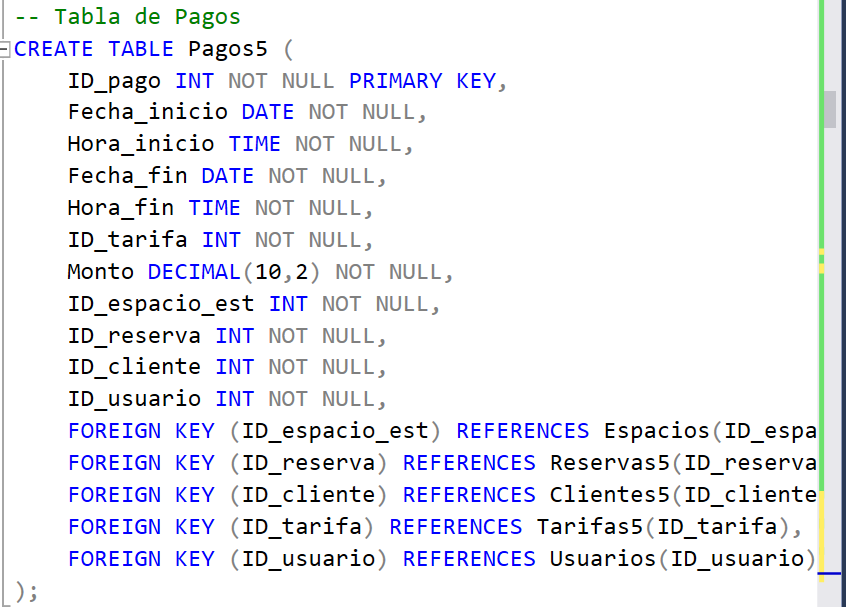 -- Tabla de Pagos
CREATE TABLE Pagos5 (
ID_pago INT NOT NULL PRIMARY KEY,
Fecha_inicio DATE NOT NULL,
Hora_inicio TIME NOT NULL,
Fecha_fin DATE NOT NULL,
Hora_fin TIME NOT NULL,
ID_tarifa INT NOT NULL,
Monto DECIMAL(10,2) NOT NULL,
ID_espacio_est INT NOT NULL,
ID_reserva INT NOT NULL,
ID_cliente INT NOT NULL,
ID_usuario INT NOT NULL,
FOREIGN KEY (ID_espacio_est) REFERENCES Espacios(ID_espa
FOREIGN KEY (ID_reserva) REFERENCES Reservas5(ID_reserva
FOREIGN KEY (ID_cliente) REFERENCES Clientes5(ID_cliente
FOREIGN KEY (ID_tarifa) REFERENCES Tarifas5(ID_tarifa),
FOREIGN KEY (ID_usuario) REFERENCES Usuarios(ID_usuario)
);